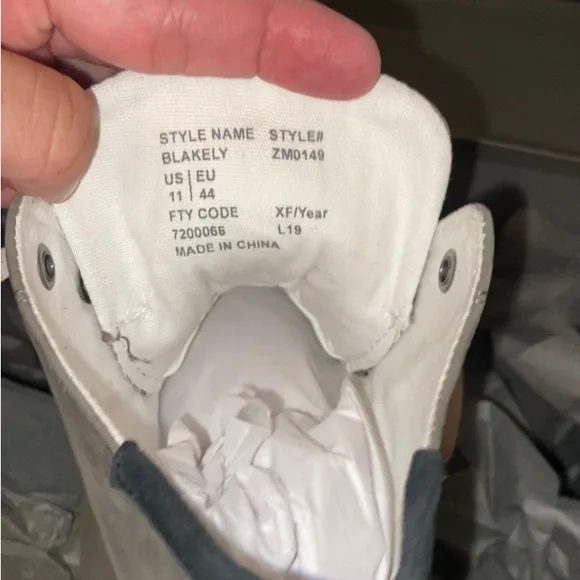 STYLE NAME STYLE#
BLAKELY ZM0149
US | EU
11 | 44
FTY CODE XF/Year
7200066 L19
MADE IN CHINA